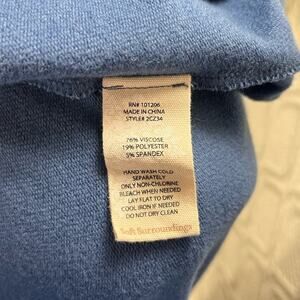 RN# 101206
MADE IN CHINA
STYLE# 2CZ34
76% VISCOSE
19% POLYESTER
5% SPANDEX
HAND WASH COLD
SEPARATELY
ONLY NON-CHLORINE
BLEACH WHEN NEEDED
LAY FLAT TO DRY
COOL IRON IF NEEDED
DO NOT DRY CLEAN
Soft Surroundings